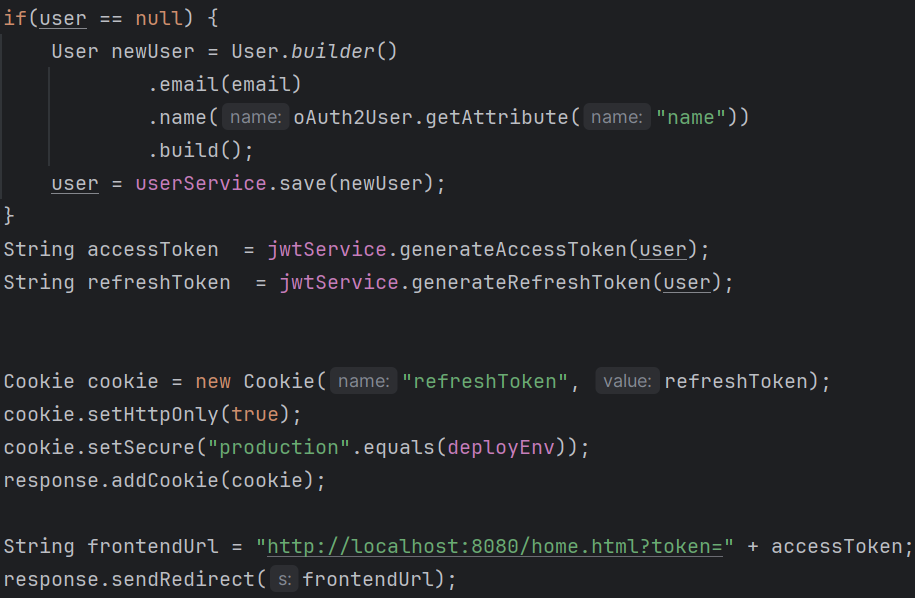 if(user == null) {
    User newUser = User.builder()
            .email(email)
            .name( name: oAuth2User.getAttribute( name: "name"))
            .build();
    user = userService.save(newUser);
}
String accessToken  = jwtService.generateAccessToken(user);
String refreshToken  = jwtService.generateRefreshToken(user);
Cookie cookie = new Cookie( name: "refreshToken", value: refreshToken);
cookie.setHttpOnly(true);
cookie.setSecure("production".equals(deployEnv));
response.addCookie(cookie);
String frontendUrl = "http://localhost:8080/home.html?token=" + accessToken;
response.sendRedirect( s: frontendUrl);